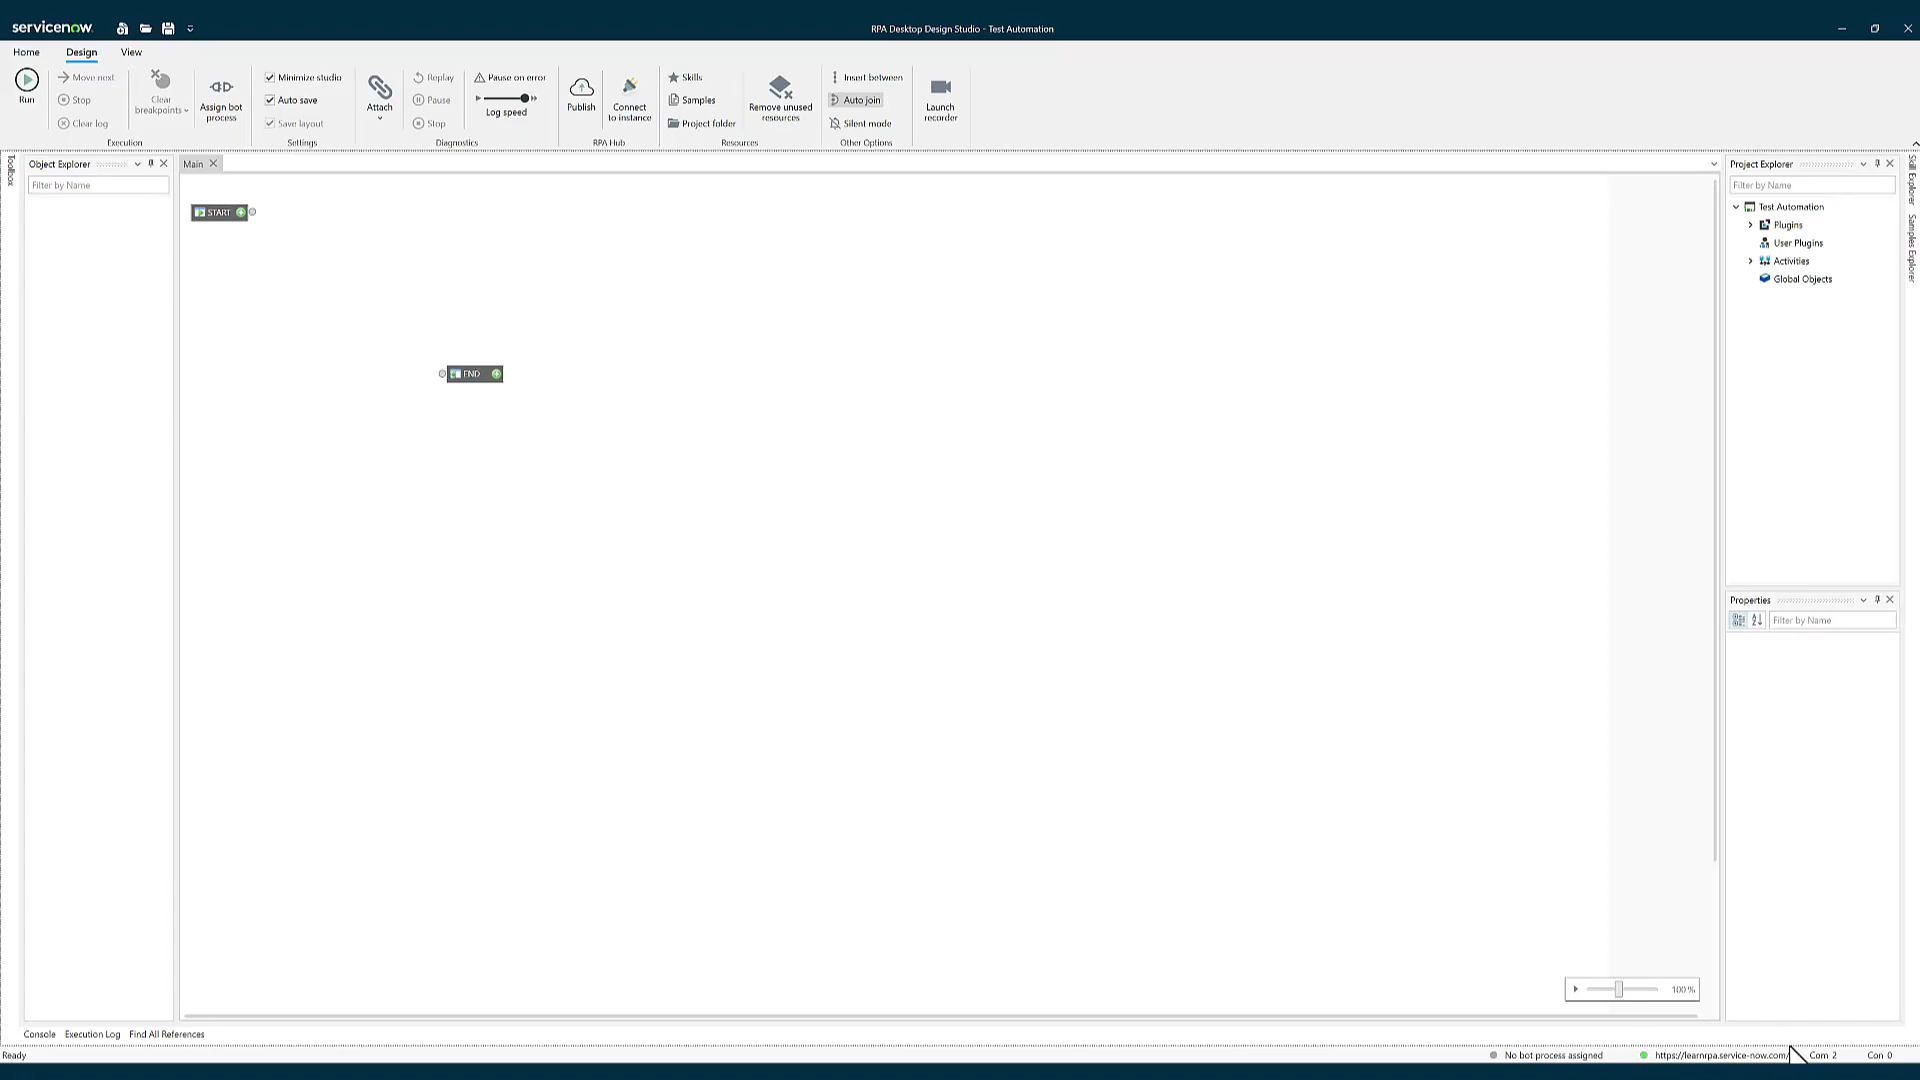 servicenow
RPA Desktop Design Studio - Test Automation
Home Design View
Run
Move next
Stop
Clear log
Clear breakpoints
Assign bot process
Execution
Minimize studio
Auto save
Save layout
Settings
Attach
Replay
Pause
Stop
Pause on error
Log speed
Diagnostics
Publish
Connect to instance
RPA Hub
Skills
Samples
Project folder
Remove unused resources
Resources
Insert between
Auto join
Silent mode
Other Options
Launch recorder
Toolbox
Object Explorer
Filter by Name
Main
START
END
100 %
Project Explorer
Filter by Name
Test Automation
Plugins
User Plugins
Activities
Global Objects
Skill Explorer
Samples Explorer
Properties
Filter by Name
Console Execution Log Find All References
Ready
No bot process assigned
https://learnrpa.service-now.com/
Com 2
Con 0